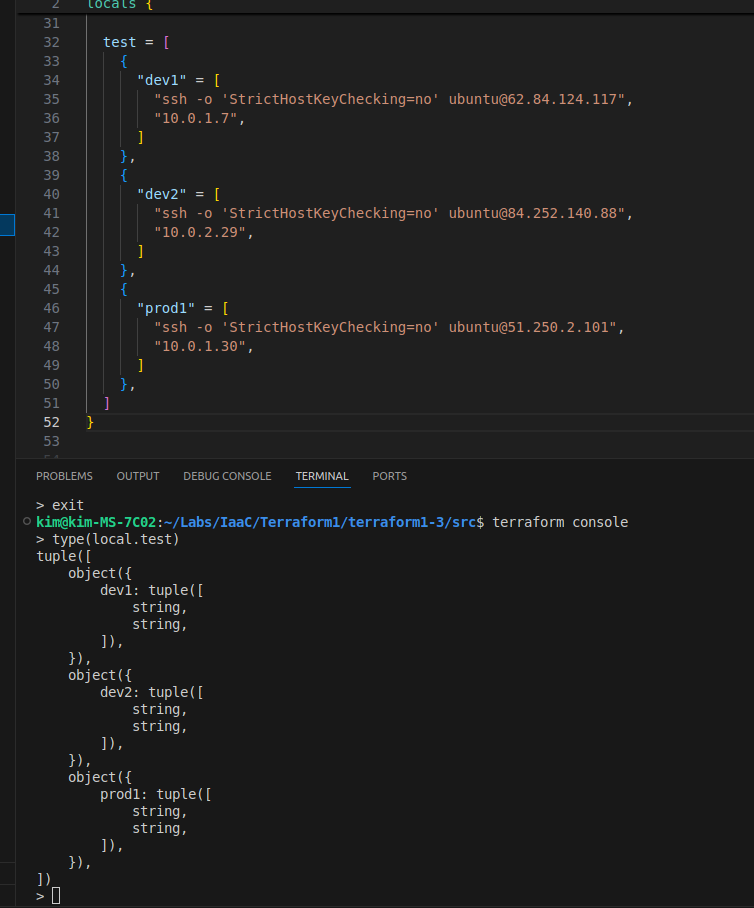 2 locals {
31
32 test = [
33 {
34 "dev1" = [
35 "ssh -o 'StrictHostKeyChecking=no' ubuntu@62.84.124.117",
36 "10.0.1.7",
37 ]
38 },
39 {
40 "dev2" = [
41 "ssh -o 'StrictHostKeyChecking=no' ubuntu@84.252.140.88",
42 "10.0.2.29",
43 ]
44 },
45 {
46 "prod1" = [
47 "ssh -o 'StrictHostKeyChecking=no' ubuntu@51.250.2.101",
48 "10.0.1.30",
49 ]
50 },
51 ]
52 }
53
PROBLEMS OUTPUT DEBUG CONSOLE TERMINAL PORTS
> exit
kim@kim-MS-7C02:~/Labs/IaaC/Terraform1/terraform1-3/src$ terraform console
> type(local.test)
tuple([
object({
dev1: tuple([
string,
string,
]),
}),
object({
dev2: tuple([
string,
string,
]),
}),
object({
prod1: tuple([
string,
string,
]),
}),
])
>